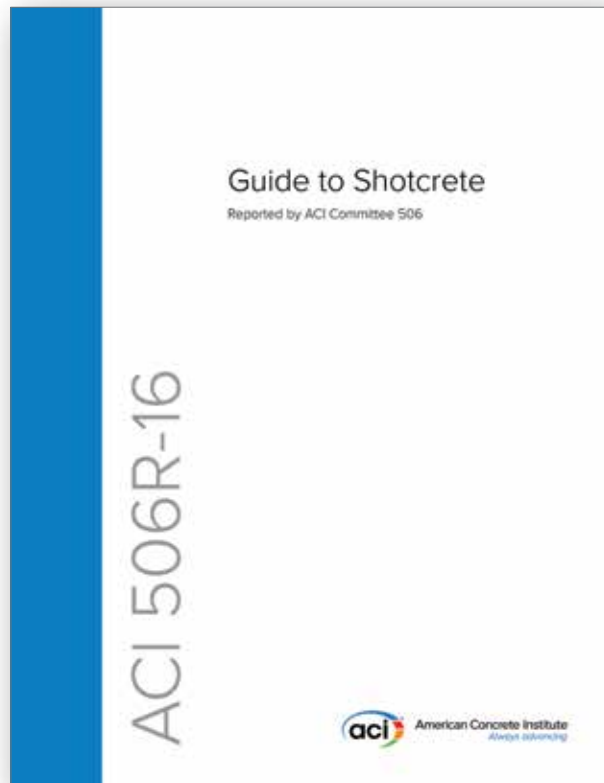 Guide to Shotcrete
Reported by ACI Committee 506
ACI 506R-16
aci
American Concrete Institute
Always advancing